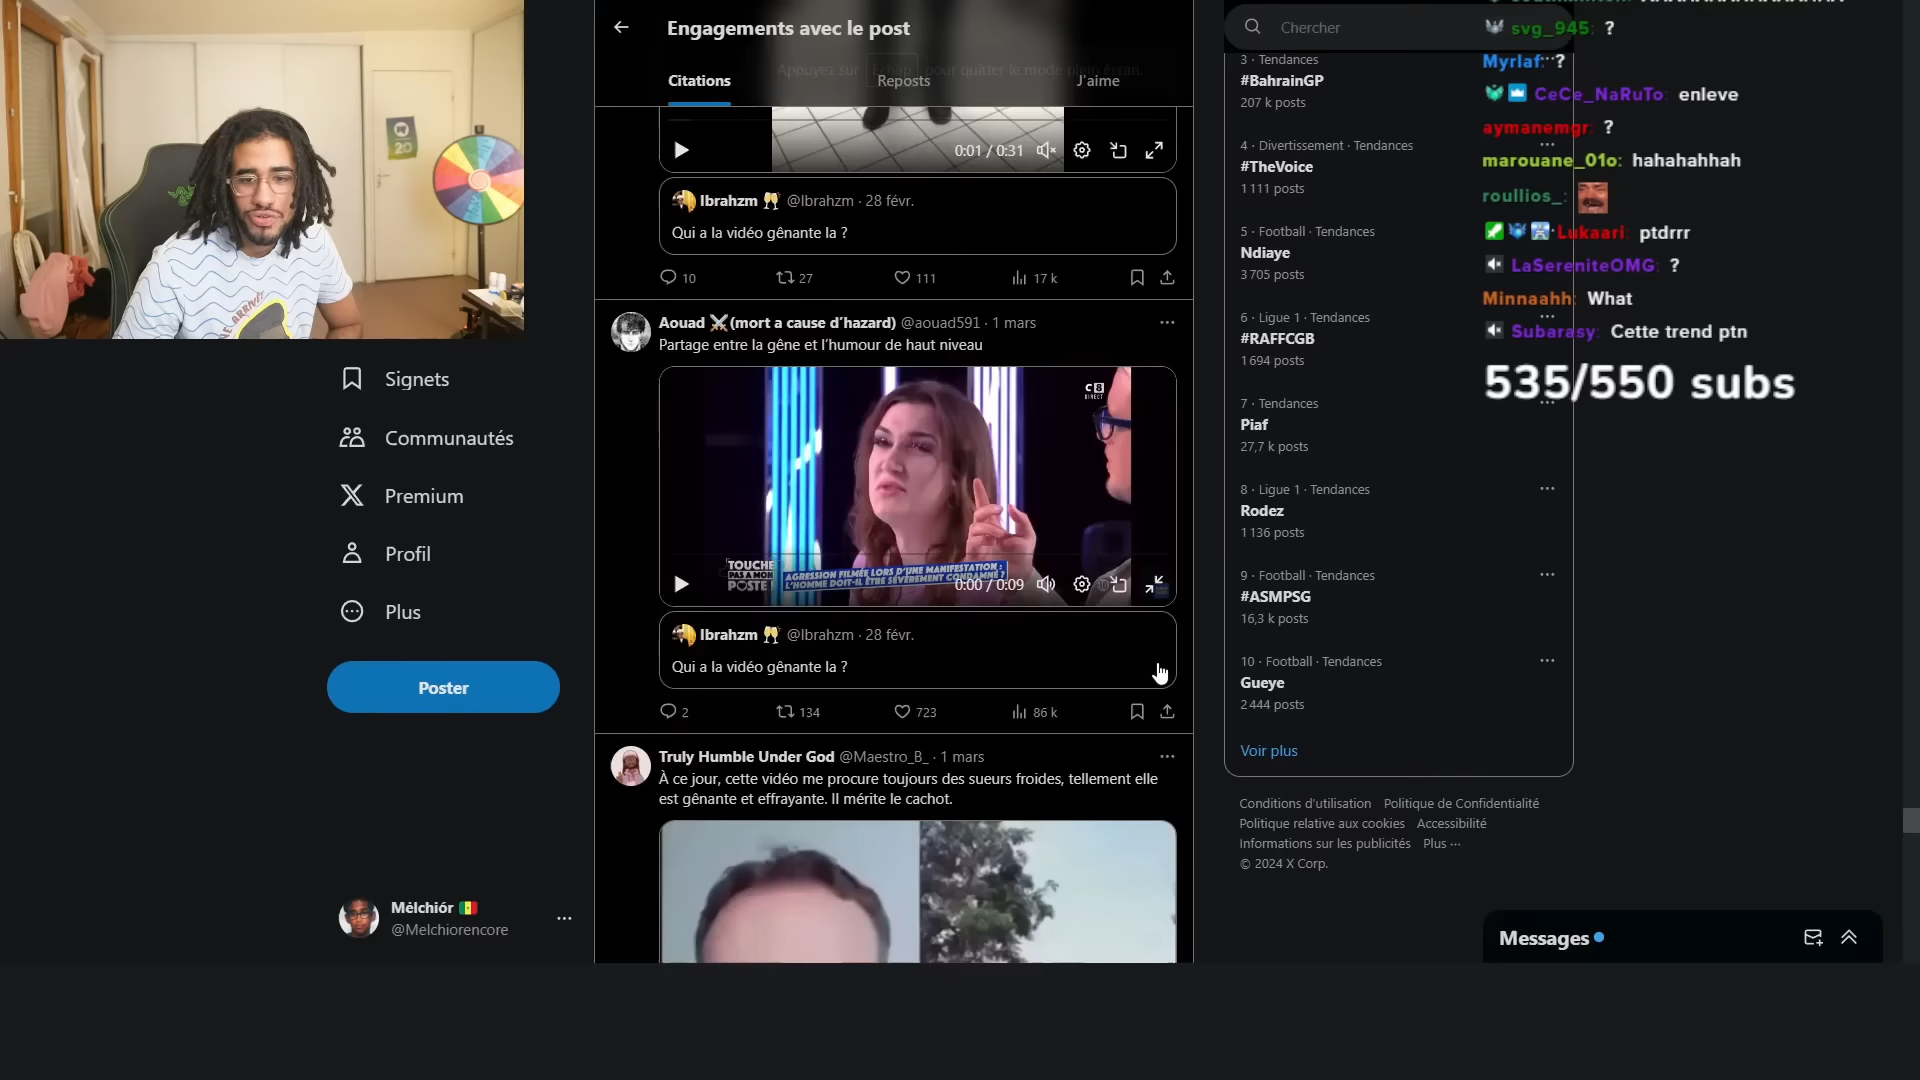 Engagements avec le post
Appuyez sur Echap pour quitter le mode plein écran.
Citations
Reposts
J'aime
0:01 / 0:31
Ibrahzm 🥂 @Ibrahzm · 28 févr.
Qui a la vidéo gênante la ?
10
27
111
17 k
Aouad ⚔️(mort a cause d'hazard) @aouad591 · 1 mars
Partage entre la gêne et l'humour de haut niveau
C8
DIRECT
TOUCHE
PAS A MON
POSTE
AGRESSION FILMÉE LORS D'UNE MANIFESTATION :
L'HOMME DOIT-IL ÊTRE SÉVÈREMENT CONDAMNÉ ?
0:00 / 0:09
Ibrahzm 🥂 @Ibrahzm · 28 févr.
Qui a la vidéo gênante la ?
2
134
723
86 k
Truly Humble Under God @Maestro_B_ · 1 mars
À ce jour, cette vidéo me procure toujours des sueurs froides, tellement elle
est gênante et effrayante. Il mérite le cachot.
20
Signets
Communautés
Premium
Profil
Plus
Poster
Mélchiór 🇸🇳
@Melchiorencore
Chercher
3 · Tendances
#BahrainGP
207 k posts
4 · Divertissement · Tendances
#TheVoice
1 111 posts
5 · Football · Tendances
Ndiaye
3 705 posts
6 · Ligue 1 · Tendances
#RAFFCGB
1 694 posts
7 · Tendances
Piaf
27,7 k posts
8 · Ligue 1 · Tendances
Rodez
1 136 posts
9 · Football · Tendances
#ASMPSG
16,3 k posts
10 · Football · Tendances
Gueye
2 444 posts
Voir plus
Conditions d'utilisation Politique de Confidentialité
Politique relative aux cookies Accessibilité
Informations sur les publicités Plus ···
© 2024 X Corp.
svg_945: ?
Myrlaf: ?
CeCe_NaRuTo: enleve
aymanemgr: ?
marouane_01o: hahahahhah
roullios_:
Lukaari: ptdrrr
LaSereniteOMG: ?
Minnaahh: What
Subarasy: Cette trend ptn
535/550 subs
Messages